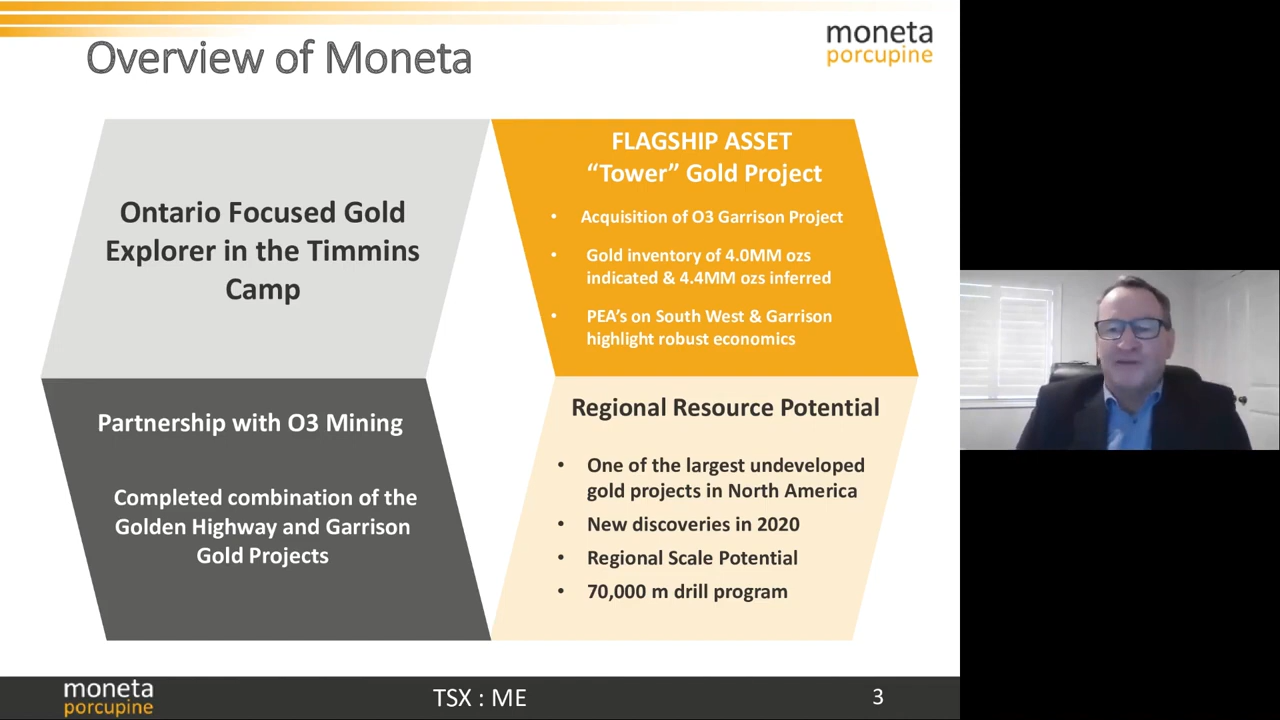 Overview of Moneta
moneta
porcupine
Ontario Focused Gold
Explorer in the Timmins
Camp
FLAGSHIP ASSET
“Tower” Gold Project
• Acquisition of O3 Garrison Project
• Gold inventory of 4.0MM ozs
indicated & 4.4MM ozs inferred
• PEA’s on South West & Garrison
highlight robust economics
Partnership with O3 Mining
Completed combination of the
Golden Highway and Garrison
Gold Projects
Regional Resource Potential
• One of the largest undeveloped
gold projects in North America
• New discoveries in 2020
• Regional Scale Potential
• 70,000 m drill program
moneta
porcupine
TSX : ME
3